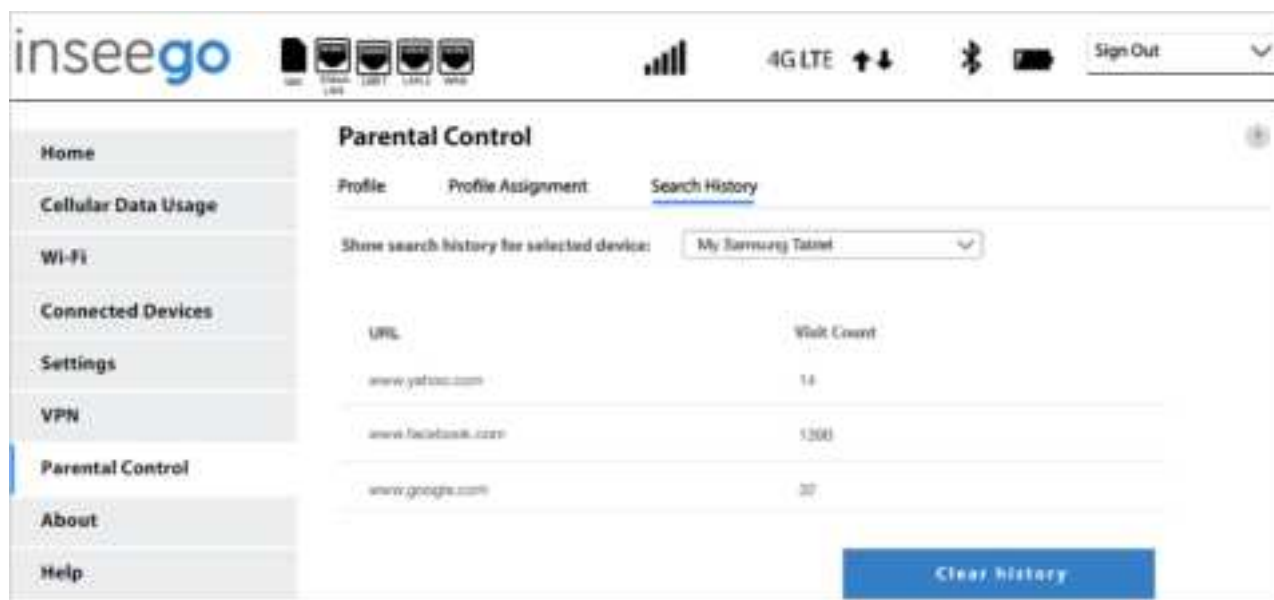 inseego
4G LTE
Sign Out
Parental Control
Home
Profile Profile Assignment Search History
Cellular Data Usage
Show search history for selected device: My Samsung Tablet
Wi-Fi
Connected Devices
URL Visit Count
Settings
www.yahoo.com 14
VPN
www.facebook.com
Parental Control
www.google.com
About
Help
Clear history